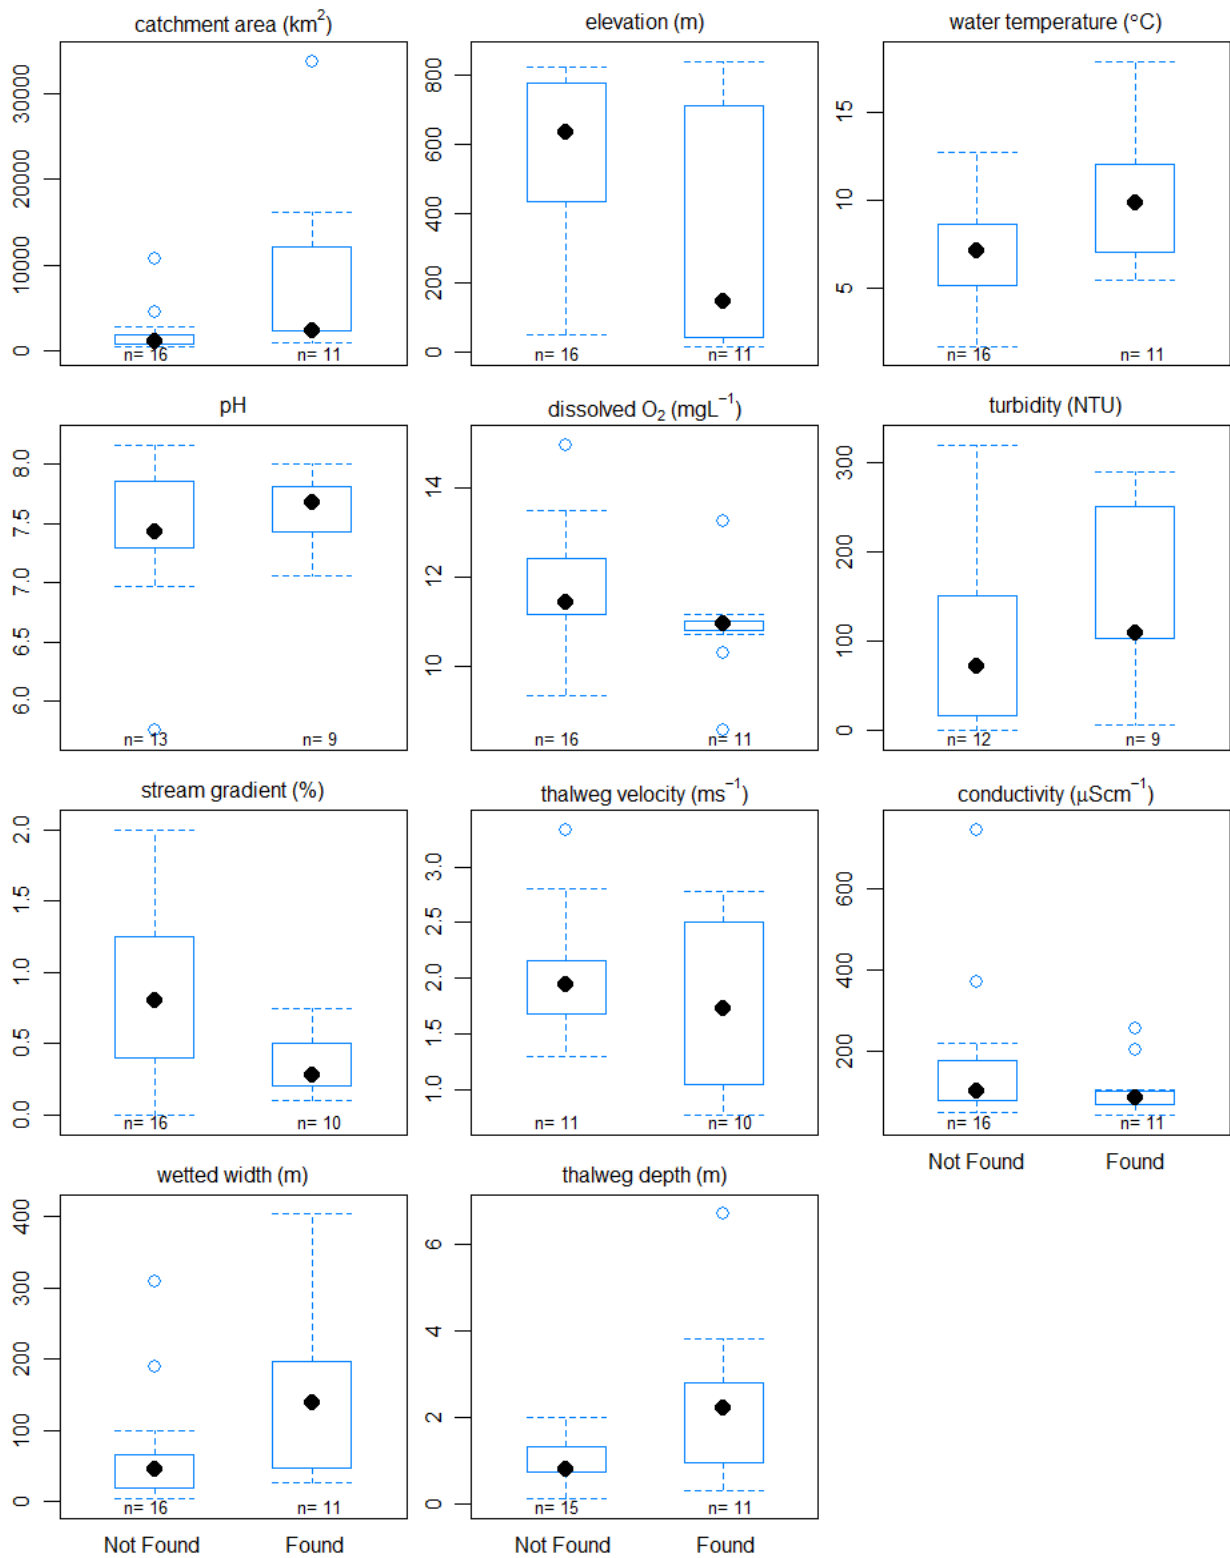 catchment area (km²)
elevation (m)
water temperature (°C)
30000
20000
10000
0
n= 16
n= 11
800
600
400
200
0
n= 16
n= 11
15
10
5
n= 16
n= 11
pH
dissolved O₂ (mgL⁻¹)
turbidity (NTU)
8.0
7.5
7.0
6.5
6.0
n= 13
n= 9
14
12
10
n= 16
n= 11
300
200
100
0
n= 12
n= 9
stream gradient (%)
thalweg velocity (ms⁻¹)
conductivity (μScm⁻¹)
2.0
1.5
1.0
0.5
0.0
n= 16
n= 10
3.0
2.5
2.0
1.5
1.0
n= 11
n= 10
600
400
200
n= 16
n= 11
Not Found
Found
wetted width (m)
thalweg depth (m)
400
300
200
100
0
n= 16
n= 11
6
4
2
0
n= 15
n= 11
Not Found
Found
Not Found
Found